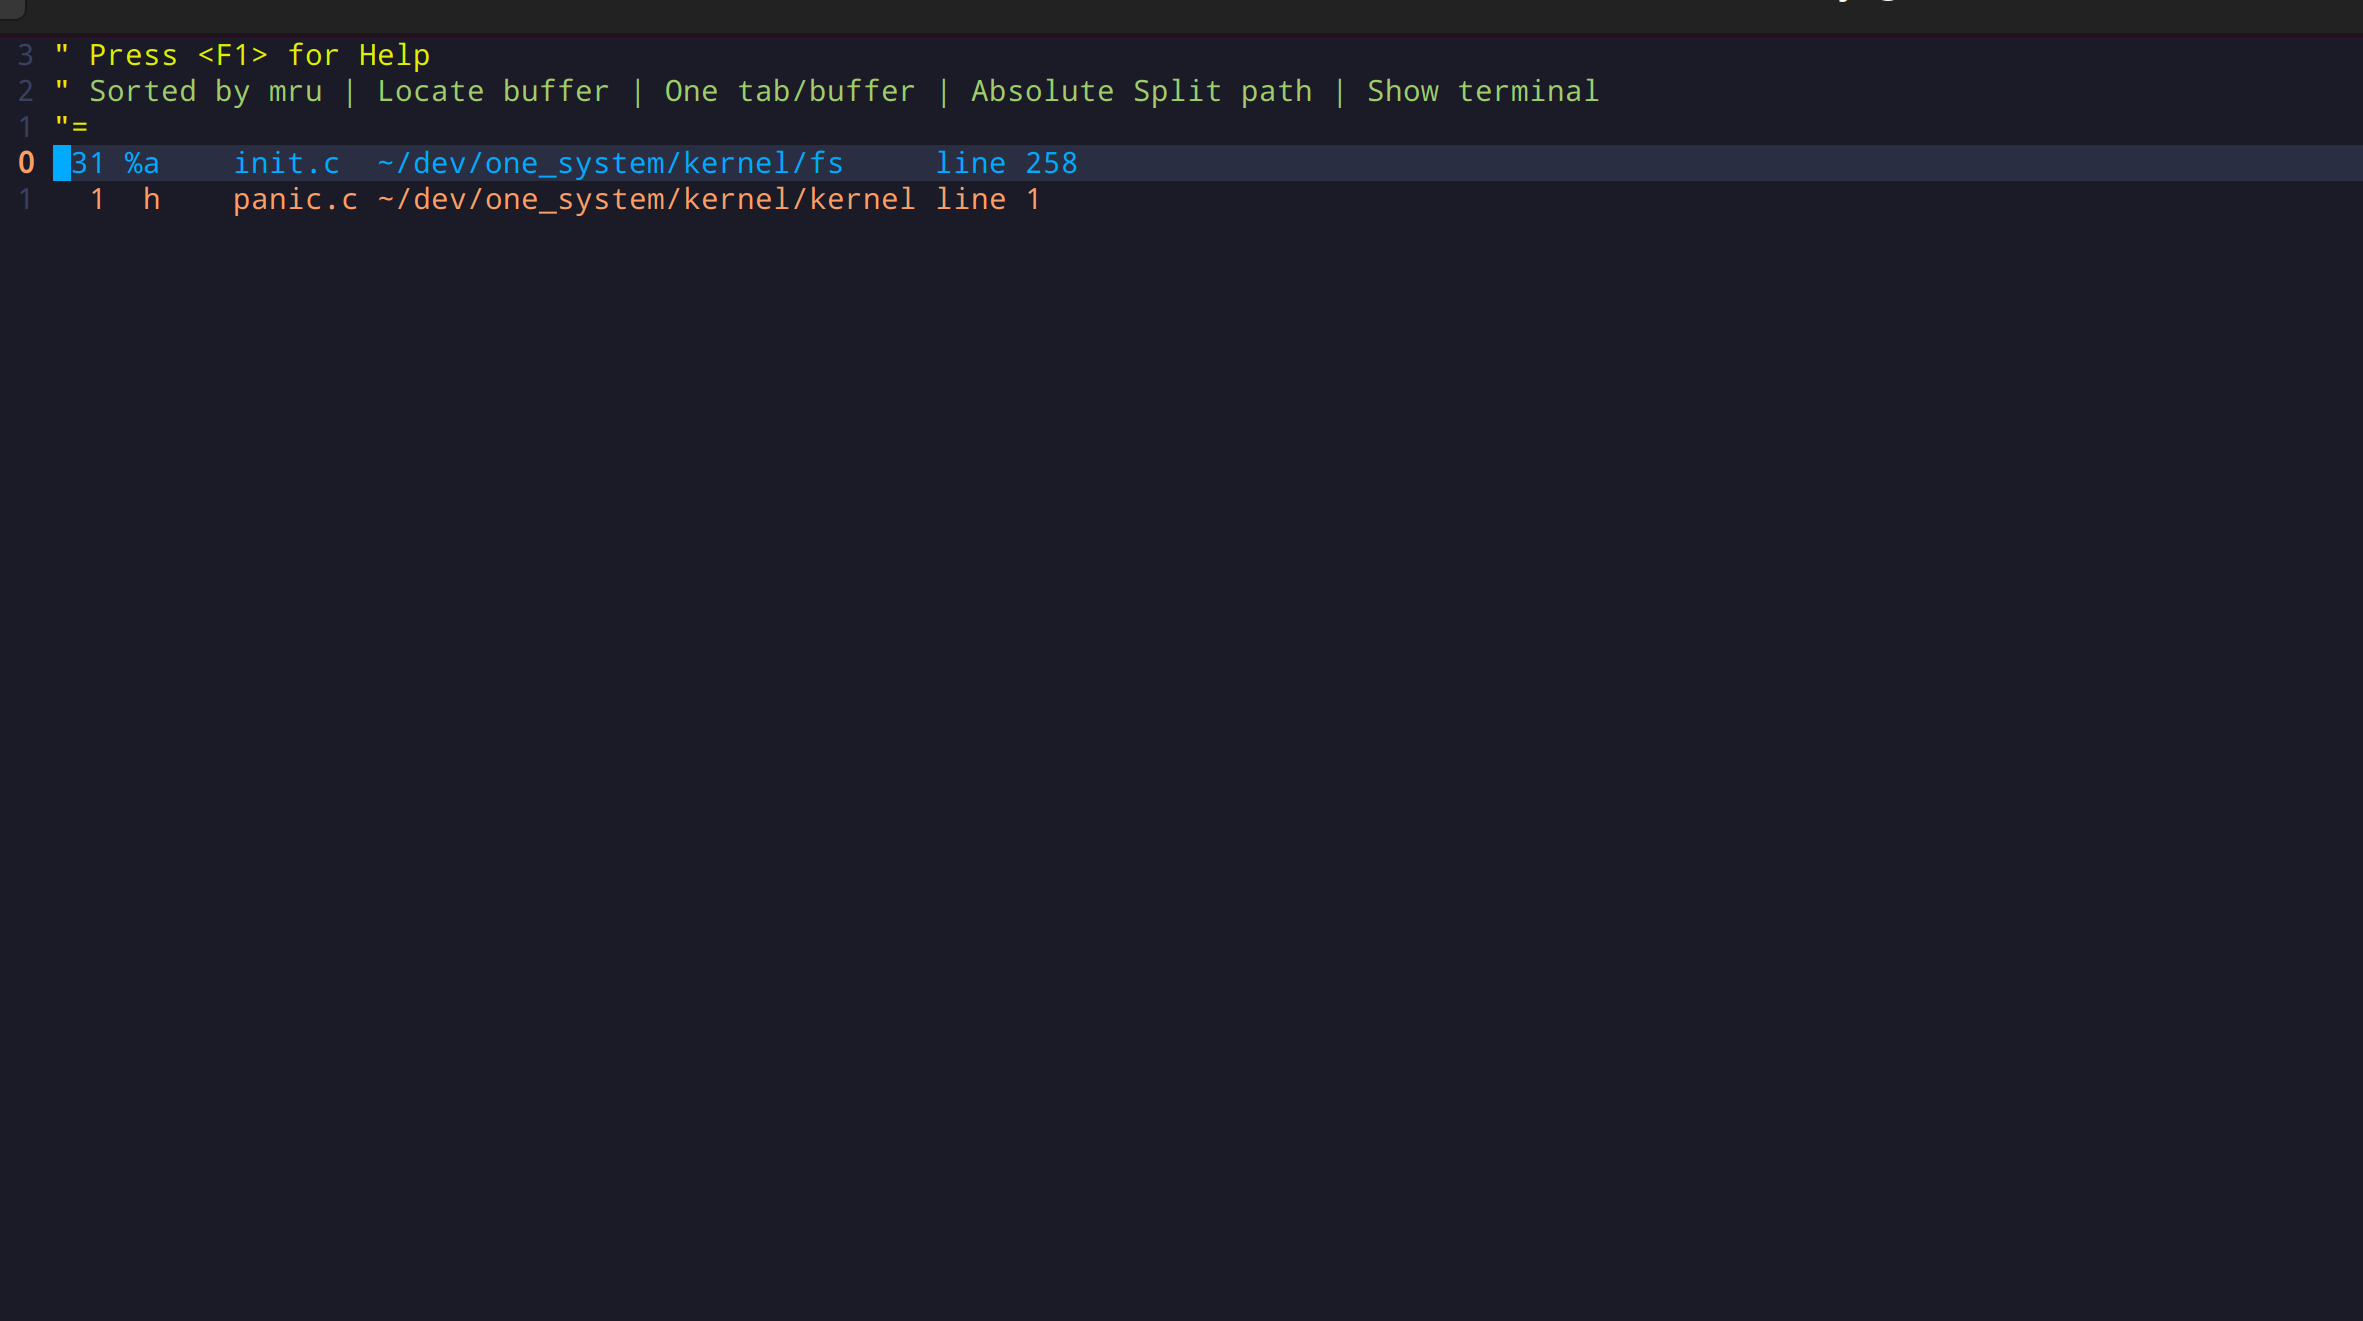 3 " Press <F1> for Help
2 " Sorted by mru | Locate buffer | One tab/buffer | Absolute Split path | Show terminal
1 "=
0  31 %a    init.c  ~/dev/one_system/kernel/fs     line 258
1   1  h    panic.c ~/dev/one_system/kernel/kernel line 1